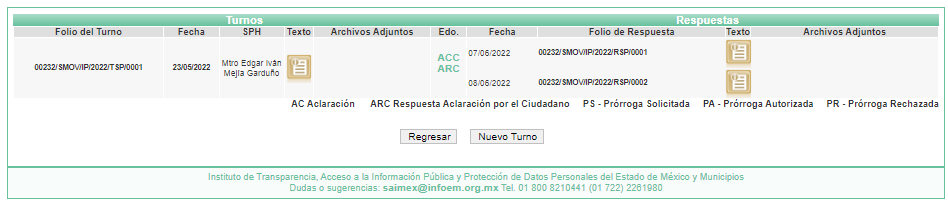 Turnos Respuestas
Folio del Turno Fecha SPH Texto Archivos Adjuntos Edo. Fecha Folio de Respuesta Texto Archivos Adjuntos
00232/SMOV/IP/2022/TSP/0001 23/05/2022 Mtro Edgar Iván
Mejía Garduño
ACC
ARC
07/06/2022 00232/SMOV/IP/2022/RSP/0001
08/06/2022 00232/SMOV/IP/2022/RSP/0002
AC Aclaración ARC Respuesta Aclaración por el Ciudadano PS - Prórroga Solicitada PA - Prórroga Autorizada PR - Prórroga Rechazada
Regresar Nuevo Turno
Instituto de Transparencia, Acceso a la Información Pública y Protección de Datos Personales del Estado de México y Municipios
Dudas o sugerencias: saimex@infoem.org.mx Tel. 01 800 8210441 (01 722) 2261980